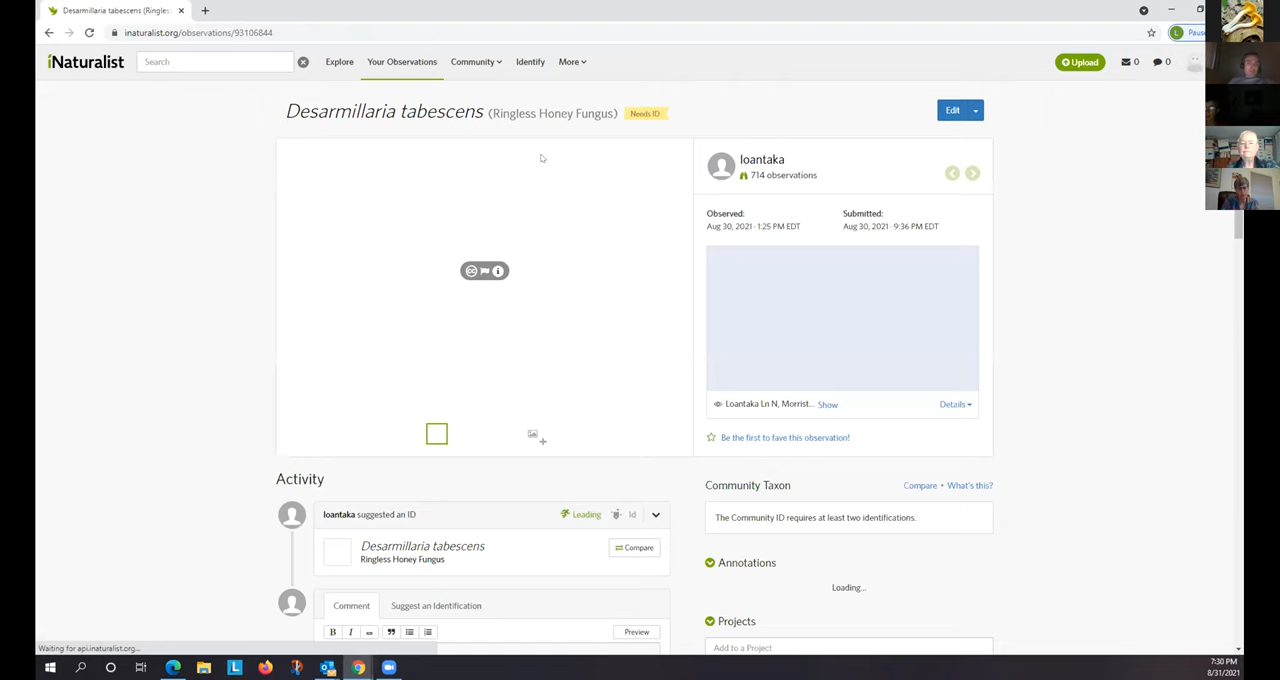 Desarmillaria tabescens (Ringles
inaturalist.org/observations/93106844
L
Paus
iNaturalist
Search
Explore
Your Observations
Community
Identify
More
Upload
0
0
Desarmillaria tabescens (Ringless Honey Fungus)
Needs ID
Edit
loantaka
714 observations
Observed:
Submitted:
Aug 30, 2021 · 1:25 PM EDT
Aug 30, 2021 · 9:36 PM EDT
Loantaka Ln N, Morrist...
Show
Details
Be the first to fave this observation!
Activity
loantaka suggested an ID
Leading
Id
Desarmillaria tabescens
Ringless Honey Fungus
Compare
Comment
Suggest an Identification
B
I
Preview
Community Taxon
Compare • What's this?
The Community ID requires at least two identifications.
Annotations
Loading...
Projects
Add to a Project
Waiting for api.inaturalist.org...
L
7:30 PM
8/31/2021